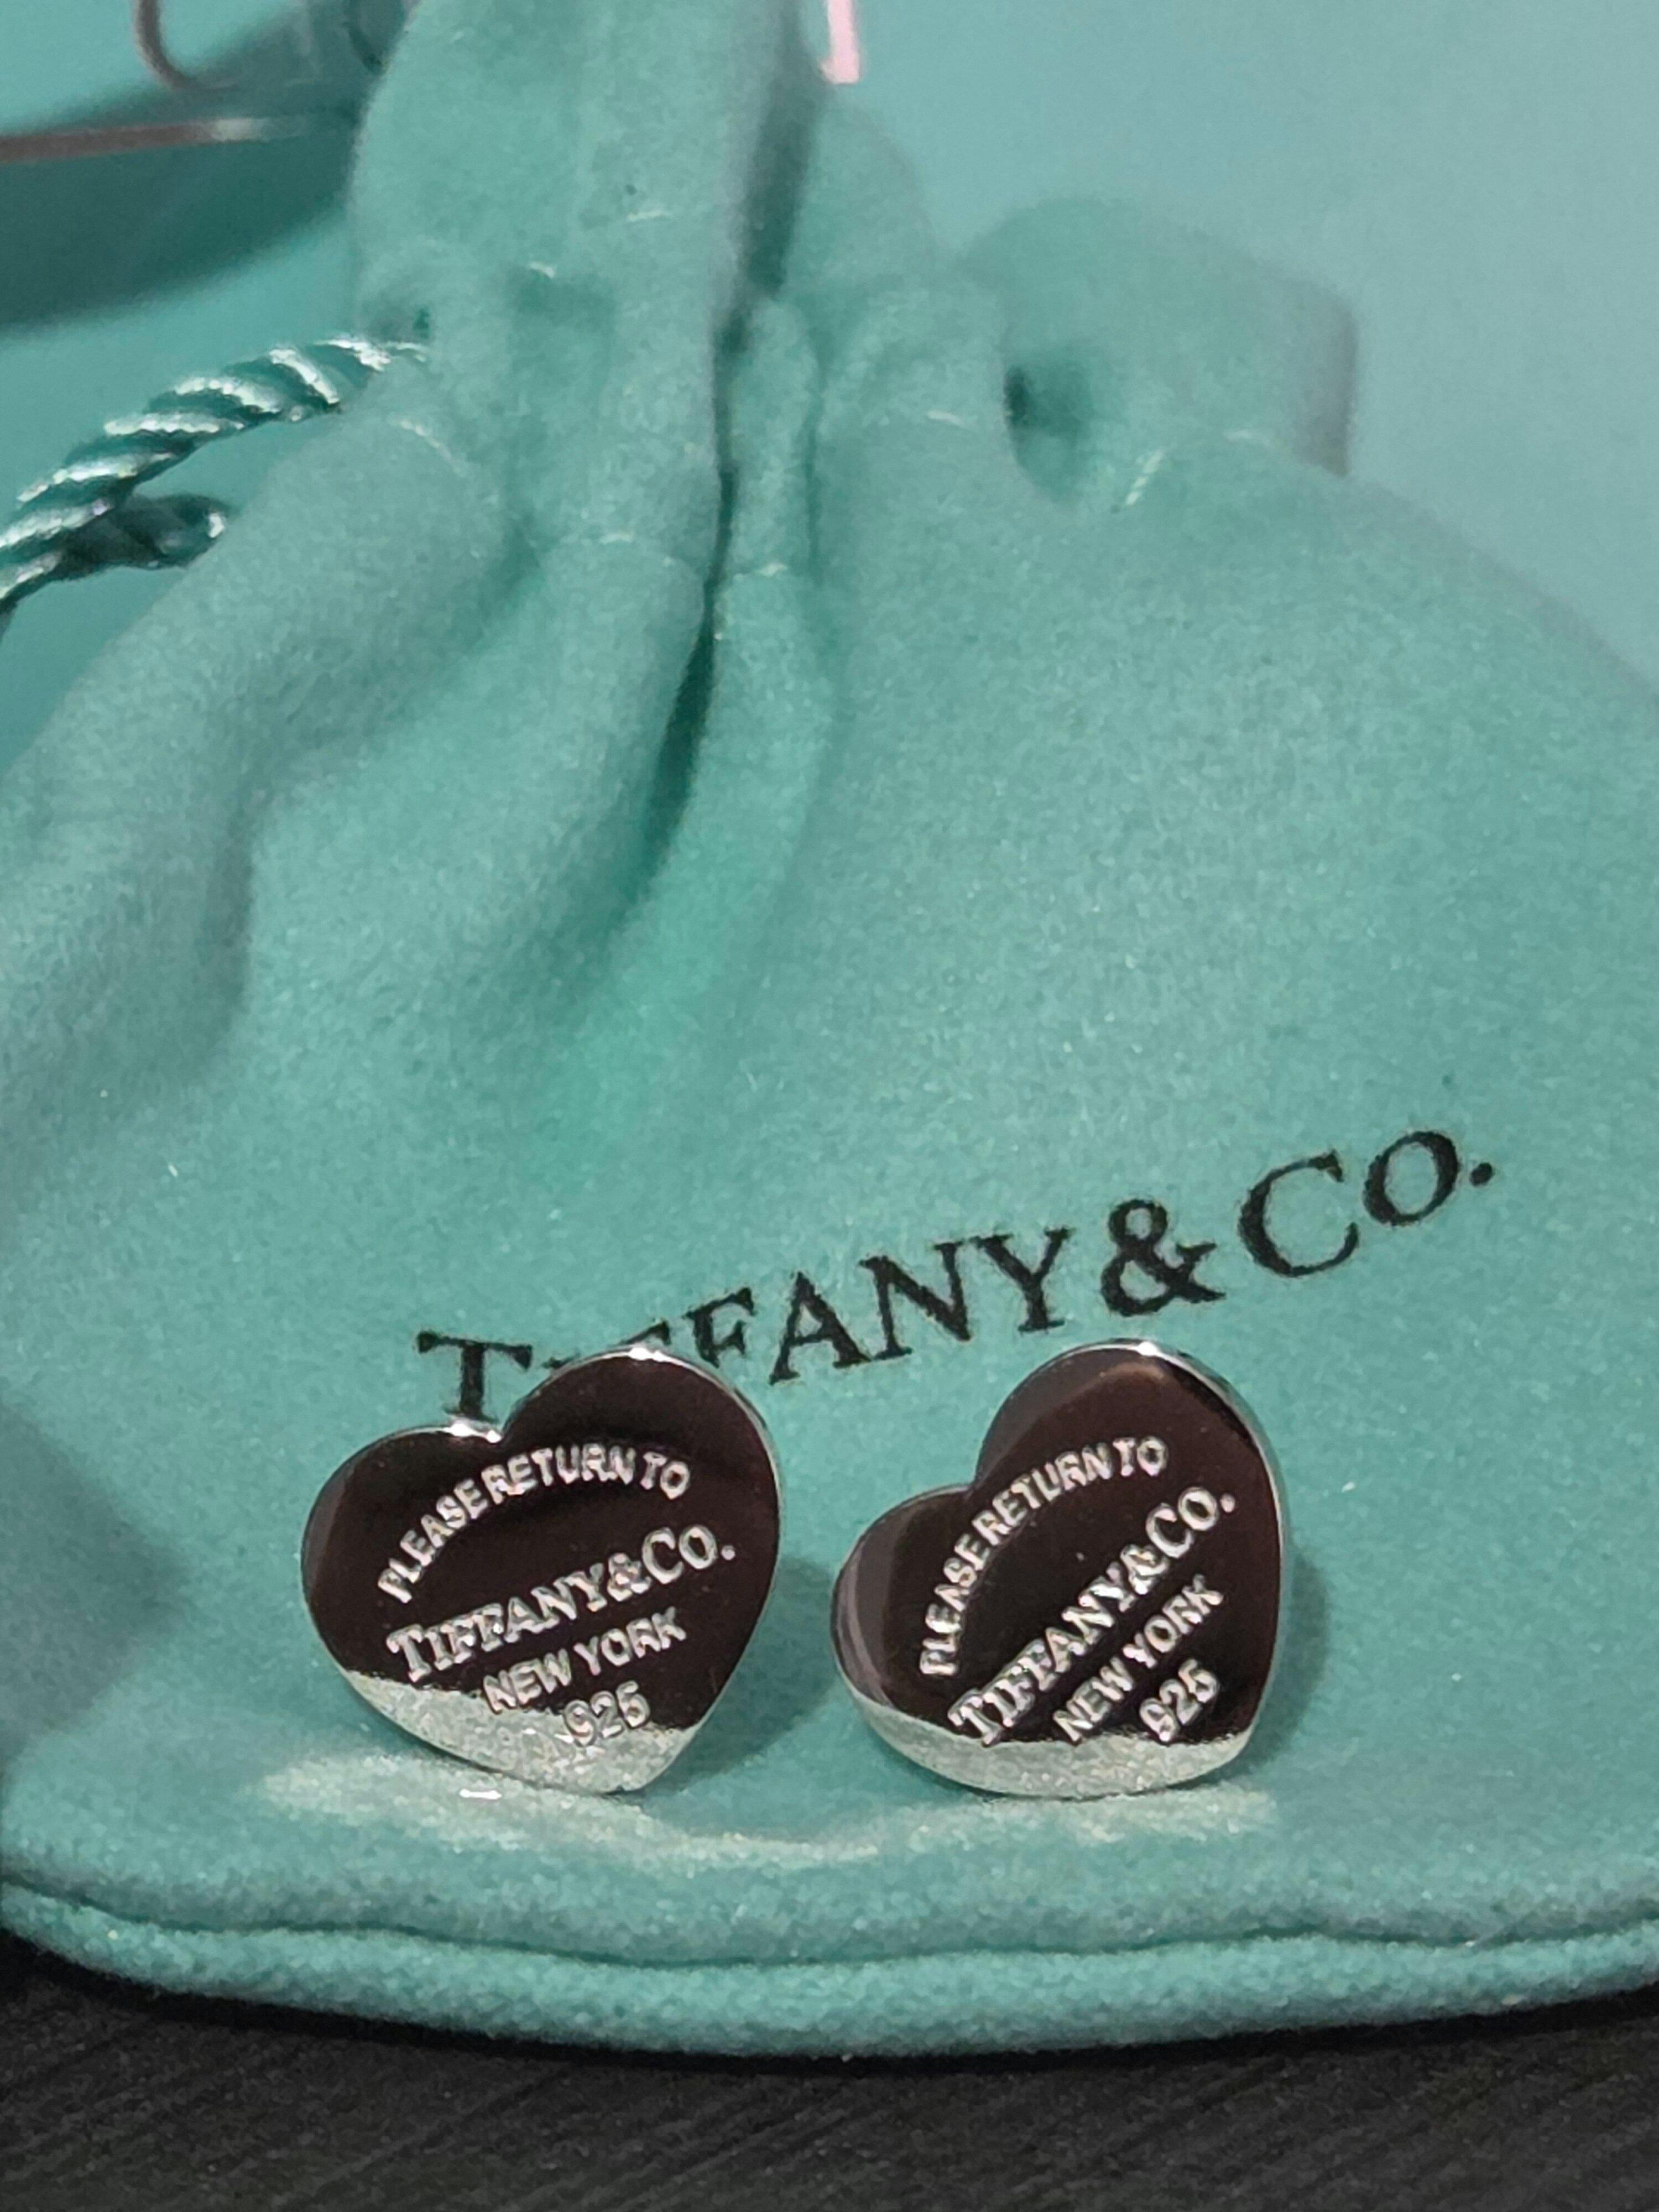 TIFFANY & CO.
PLEASE RETURN TO
TIFFANY & CO.
NEW YORK
925
PLEASE RETURN TO
TIFFANY & CO.
NEW YORK
925